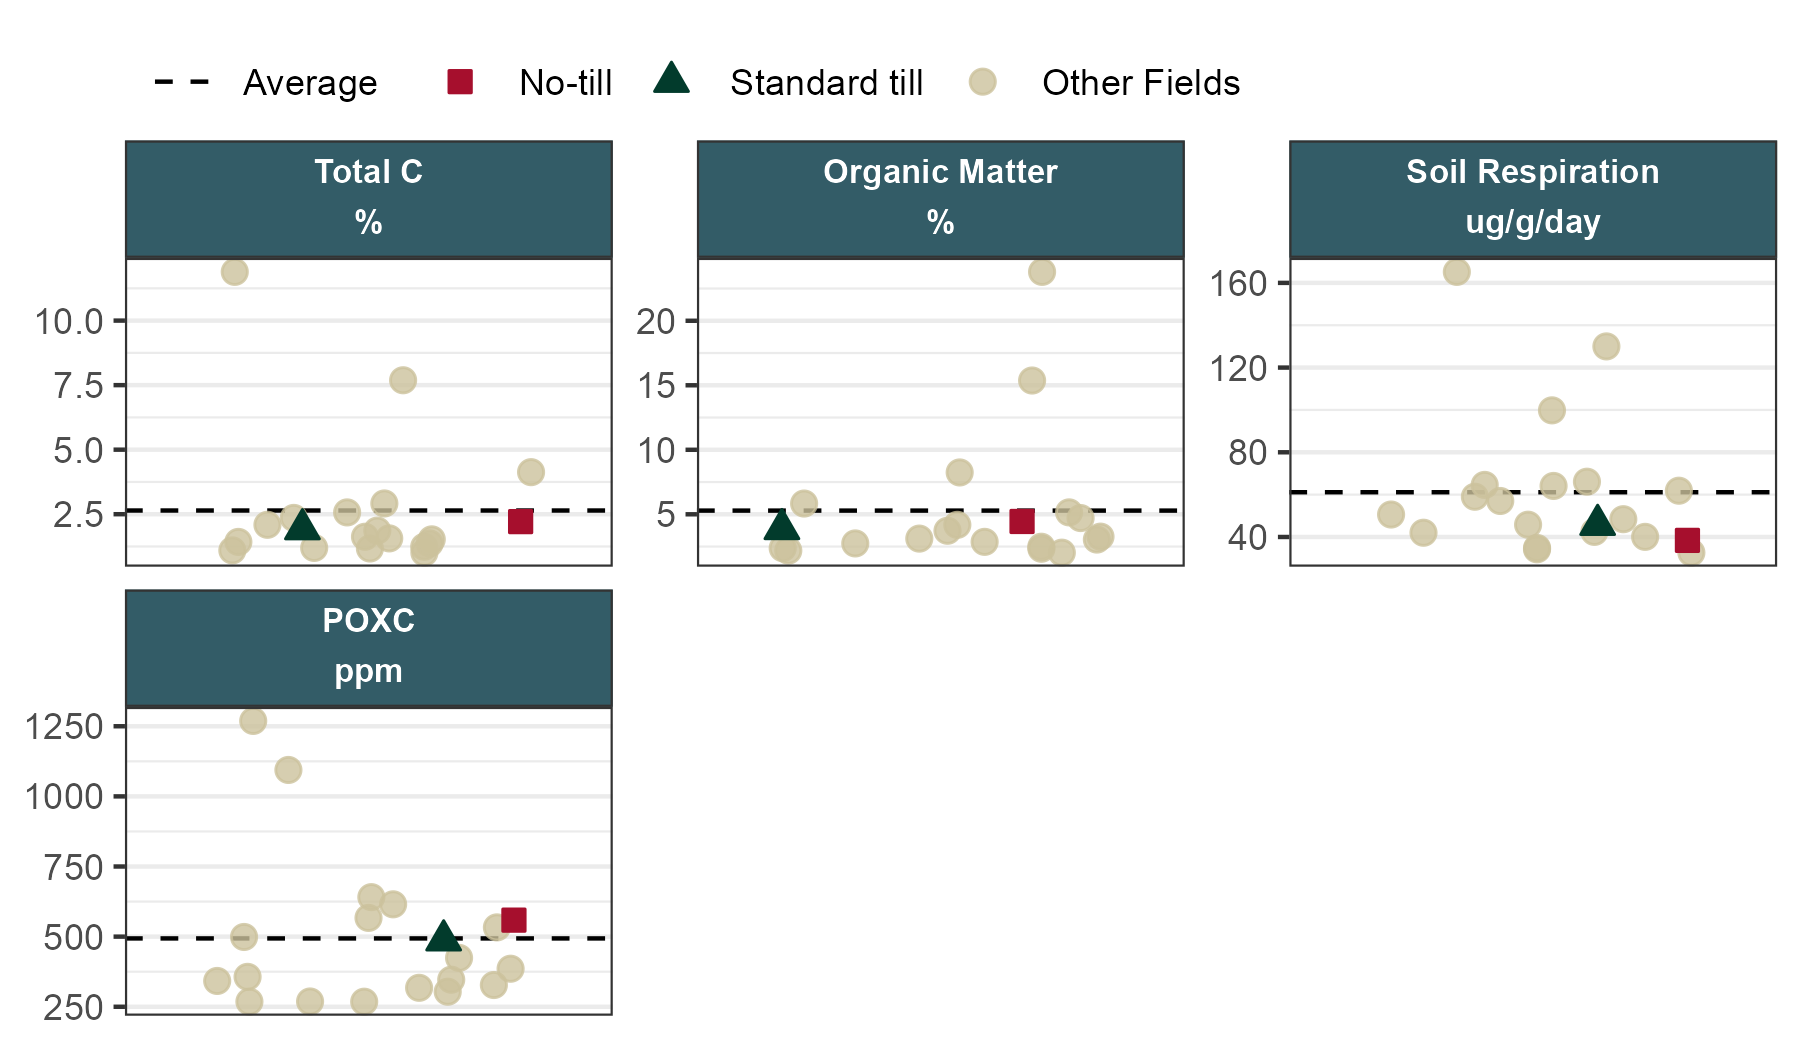 Average No-till Standard till Other Fields
Total C
%
10.0
7.5
5.0
2.5
Organic Matter
%
20
15
10
5
Soil Respiration
ug/g/day
160
120
80
40
POXC
ppm
1250
1000
750
500
250